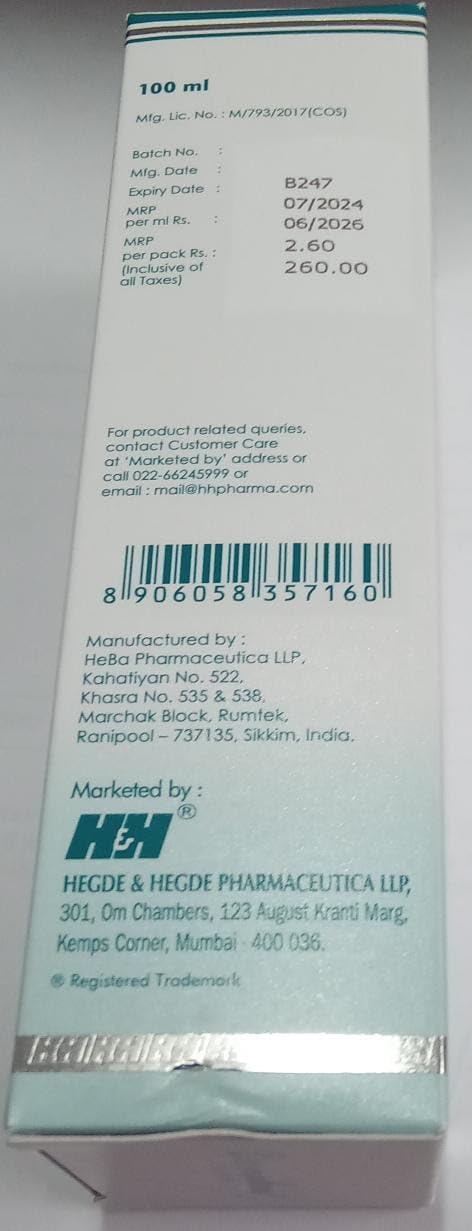 100 ml
Mfg. Lic. No. : M/793/2017(COS)
Batch No. :
Mfg. Date :
Expiry Date :
MRP
per ml Rs. :
MRP
per pack Rs. :
(Inclusive of
all Taxes)
B247
07/2024
06/2026
2.60
260.00
For product related queries,
contact Customer Care
at 'Marketed by' address or
call 022-66245999 or
email : mail@hhpharma.com
8 906058 357160
Manufactured by :
HeBa Pharmaceutica LLP,
Kahatiyan No. 522,
Khasra No. 535 & 538,
Marchak Block, Rumtek,
Ranipool – 737135, Sikkim, India.
Marketed by :
H&H®
HEGDE & HEGDE PHARMACEUTICA LLP,
301, Om Chambers, 123 August Kranti Marg,
Kemps Corner, Mumbai - 400 036.
® Registered Trademark